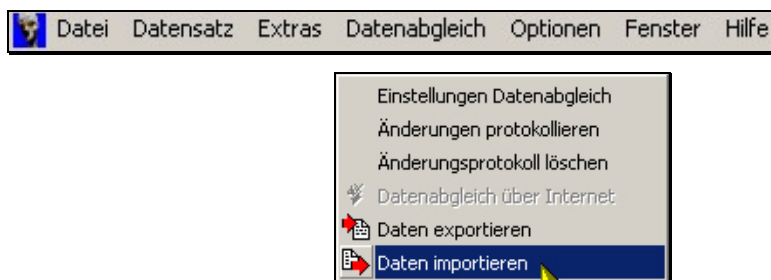 Datei Datensatz Extras Datenabgleich Optionen Fenster Hilfe
Einstellungen Datenabgleich
Änderungen protokollieren
Änderungsprotokoll löschen
Datenabgleich über Internet
Daten exportieren
Daten importieren